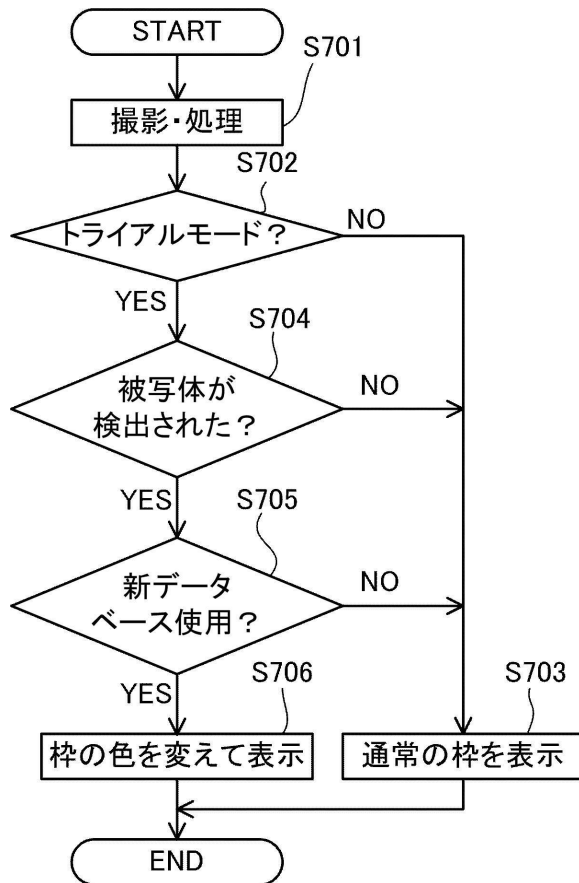 START
S701
撮影・処理
S702
トライアルモード?
NO
YES
S704
被写体が
検出された?
NO
YES
S705
新データ
ベース使用?
NO
YES
S706
S703
枠の色を変えて表示
通常の枠を表示
END